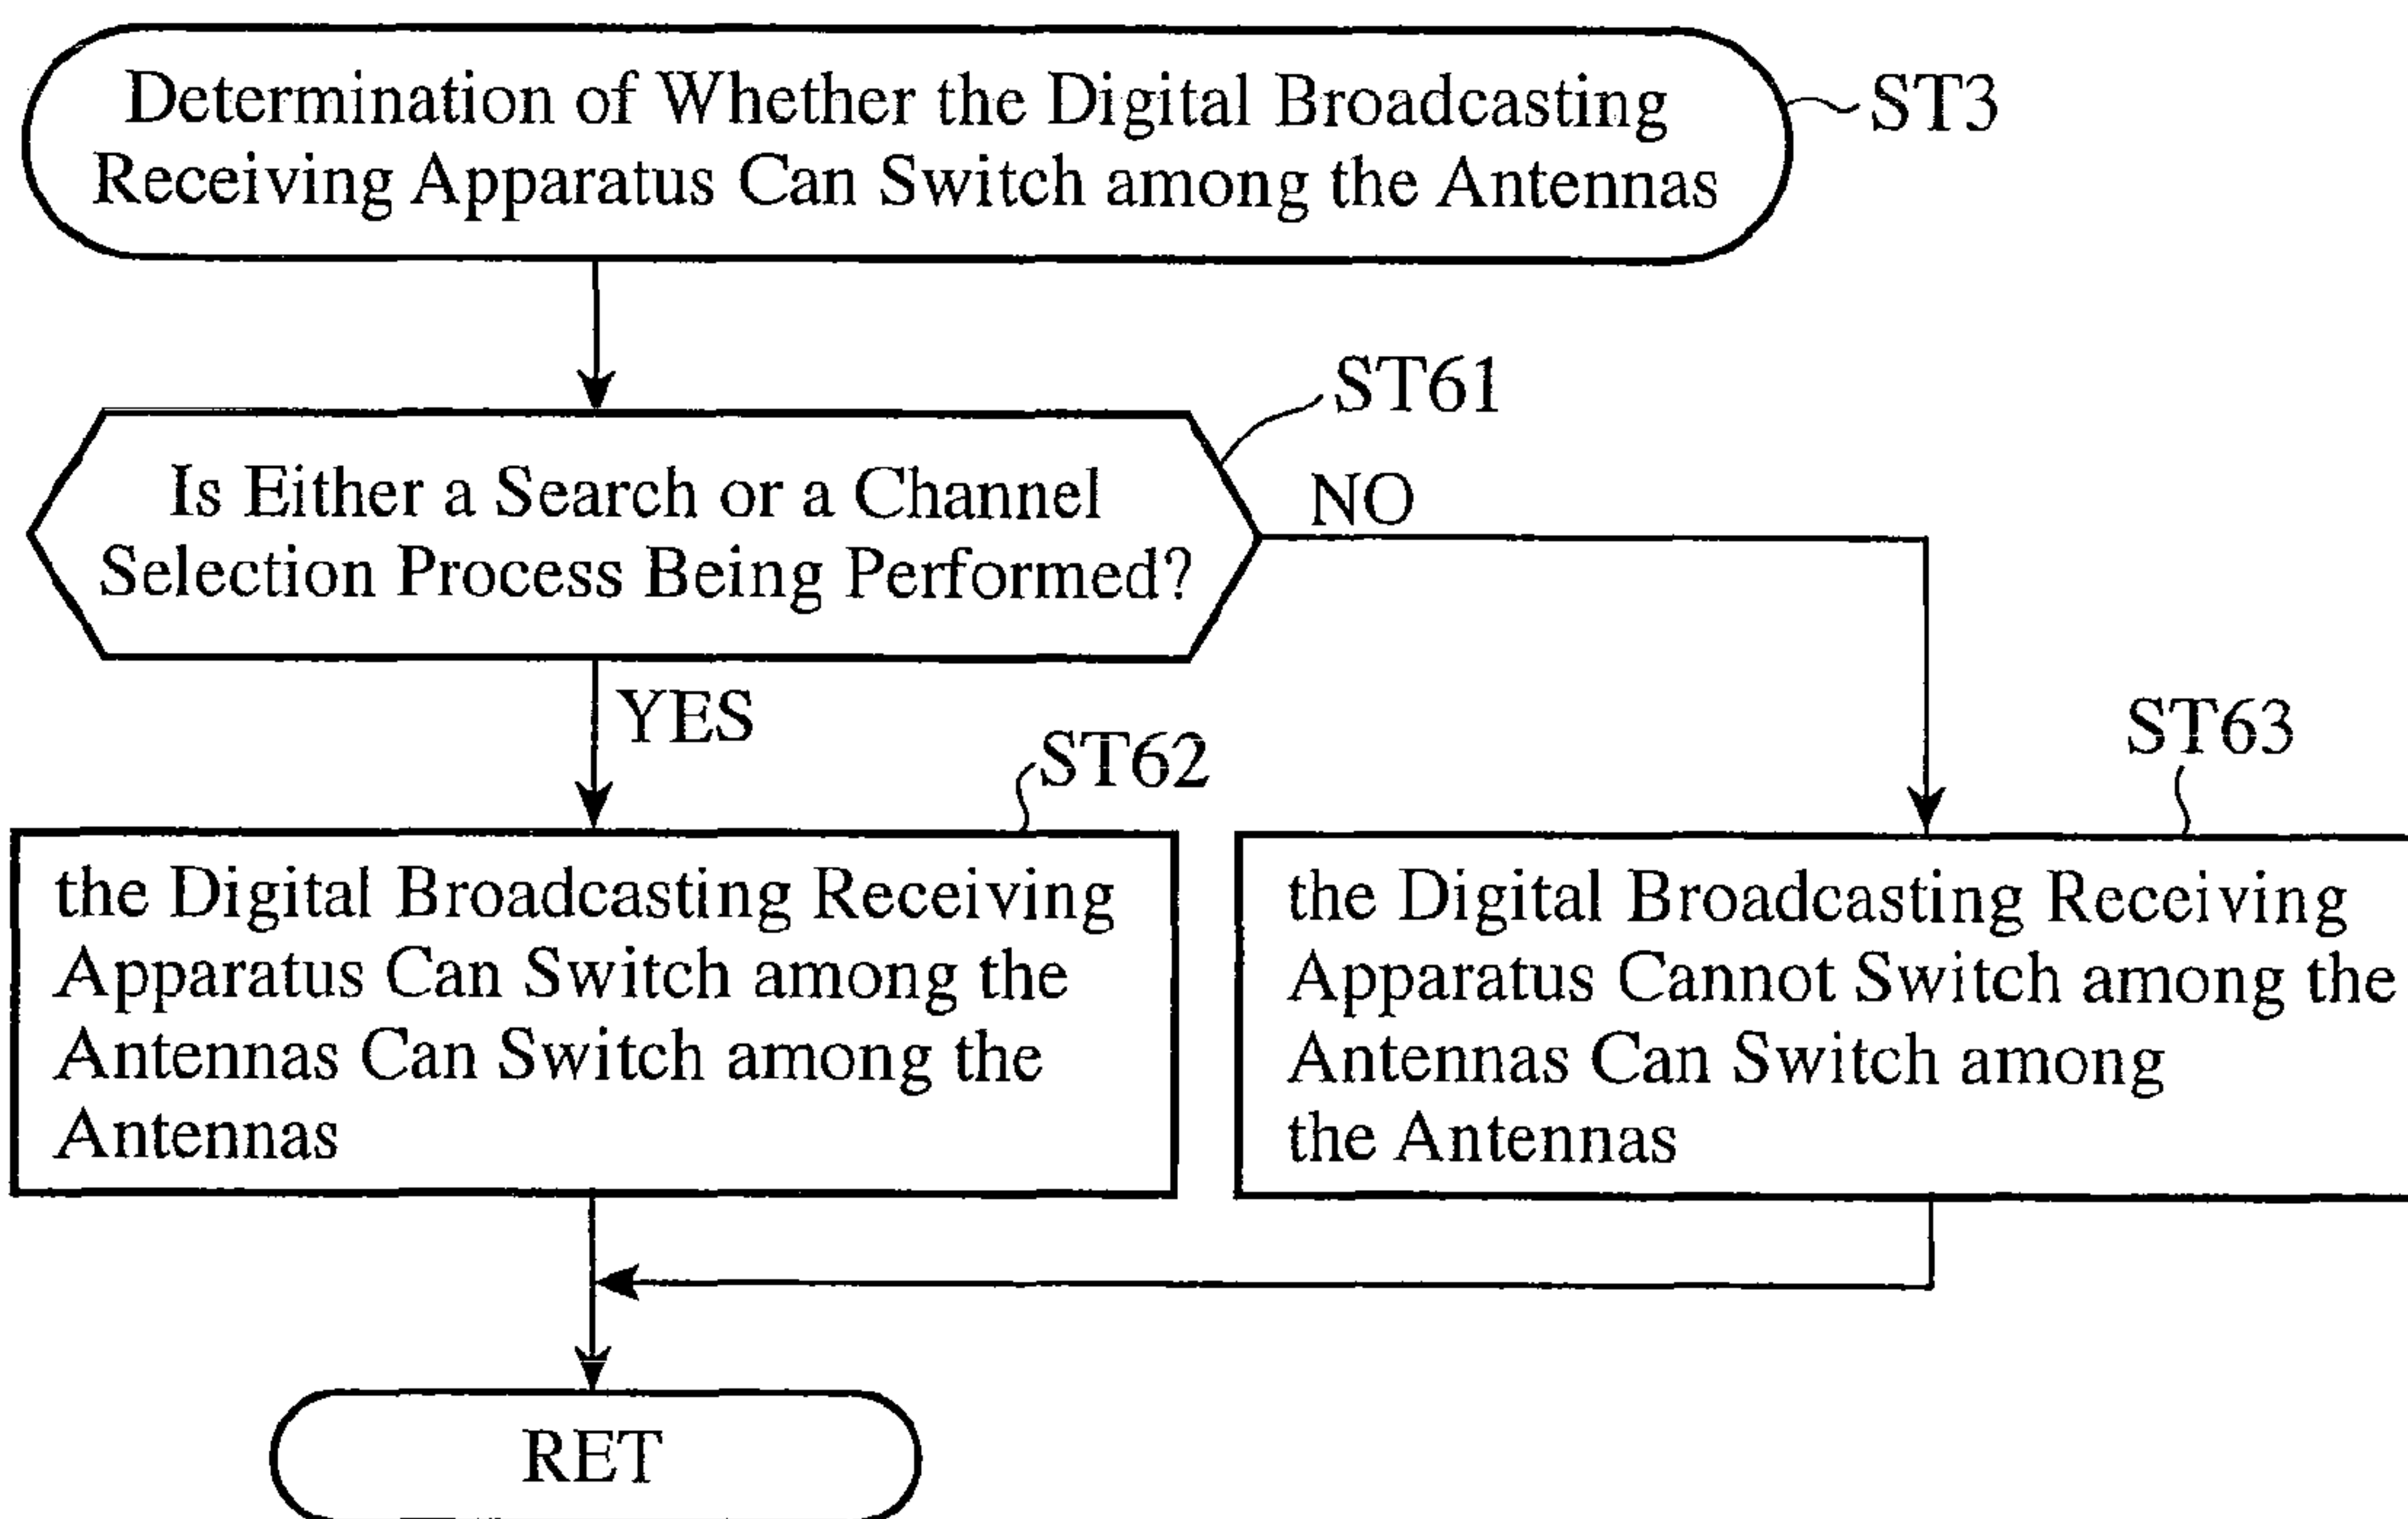 Determination of Whether the Digital Broadcasting
Receiving Apparatus Can Switch among the Antennas
ST3
ST61
Is Either a Search or a Channel
Selection Process Being Performed?
NO
YES
ST62
ST63
the Digital Broadcasting Receiving
Apparatus Can Switch among the
Antennas Can Switch among the
Antennas
the Digital Broadcasting Receiving
Apparatus Cannot Switch among the
Antennas Can Switch among
the Antennas
RET